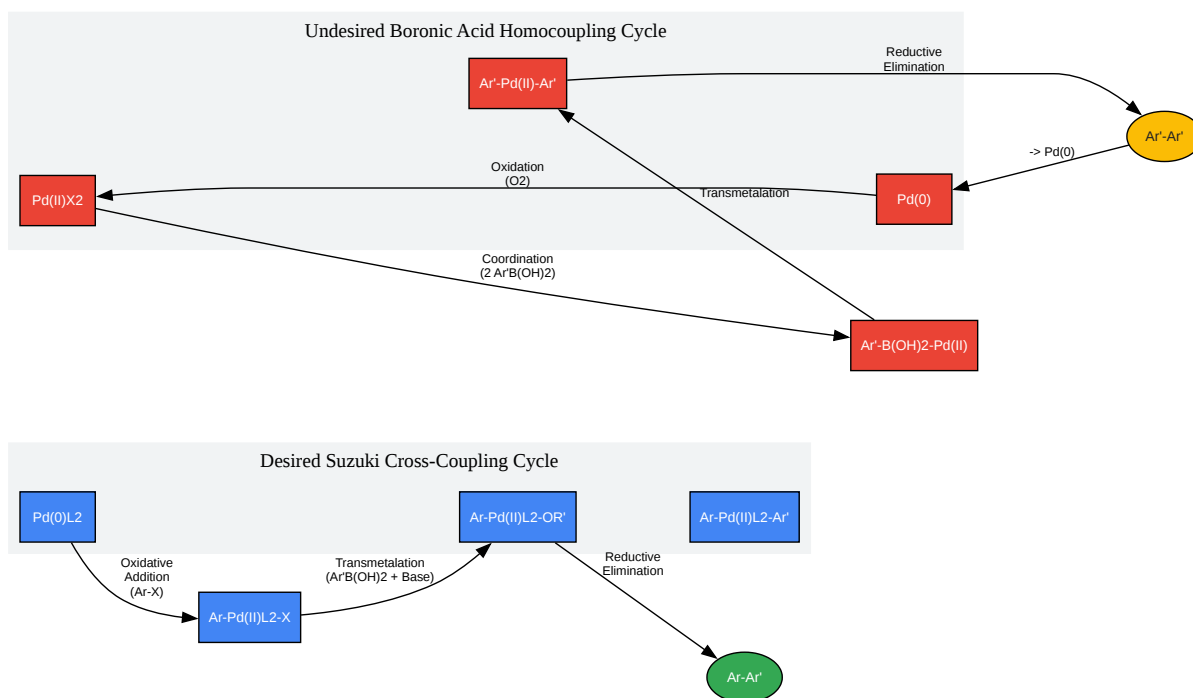 Undesired Boronic Acid Homocoupling Cycle
Reductive
Elimination
Ar'-Pd(II)-Ar'
Ar'-Ar'
-> Pd(0)
Oxidation
(O2)
Transmetalation
Pd(II)X2
Pd(0)
Coordination
(2 Ar'B(OH)2)
Ar'-B(OH)2-Pd(II)
Desired Suzuki Cross-Coupling Cycle
Pd(0)L2
Ar-Pd(II)L2-OR'
Ar-Pd(II)L2-Ar'
Oxidative
Addition
(Ar-X)
Transmetalation
(Ar'B(OH)2 + Base)
Reductive
Elimination
Ar-Pd(II)L2-X
Ar-Ar'